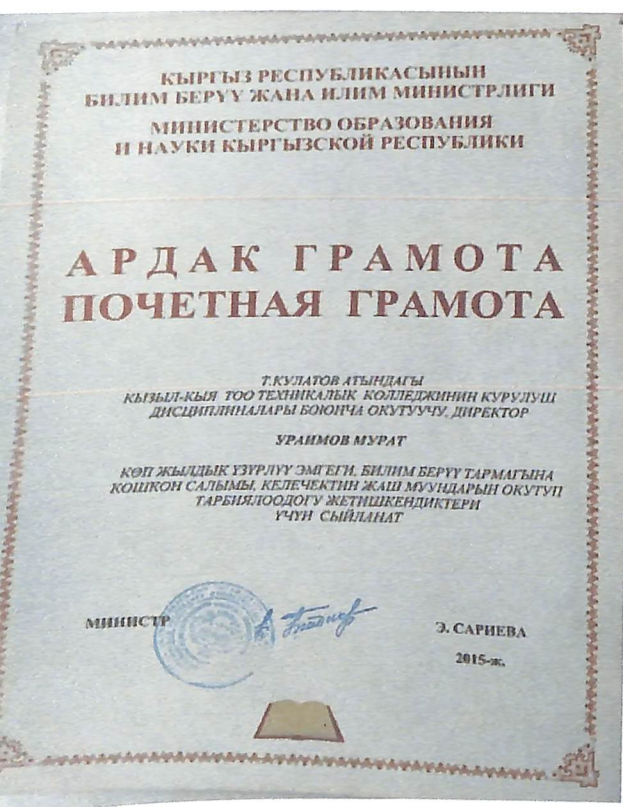 КЫРГЫЗ РЕСПУБЛИКАСЫНЫН
БИЛИМ БЕРҮҮ ЖАНА ИЛИМ МИНИСТРЛИГИ
МИНИСТЕРСТВО ОБРАЗОВАНИЯ
И НАУКИ КЫРГЫЗСКОЙ РЕСПУБЛИКИ
АРДАК ГРАМОТА
ПОЧЕТНАЯ ГРАМОТА
Т.КУЛАТОВ АТЫНДАГЫ
КЫЗЫЛ-КЫЯ ТОО ТЕХНИКАЛЫК КОЛЛЕДЖИНИН КУРУЛУШ
ДИСЦИПЛИНАЛАРЫ БОЮНЧА ОКУТУУЧУ, ДИРЕКТОР
УРАИМОВ МУРАТ
КӨП ЖЫЛДЫК ҮЗҮРЛҮҮ ЭМГЕГИ, БИЛИМ БЕРҮҮ ТАРМАГЫНА
КОШКОН САЛЫМЫ, КЕЛЕЧЕКТИН ЖАШ МУУНДАРЫН ОКУТУП
ТАРБИЯЛООДОГУ ЖЕТИШКЕНДИКТЕРИ
ҮЧҮН СЫЙЛАНАТ
МИНИСТР
Э. САРИЕВА
2015-ж.